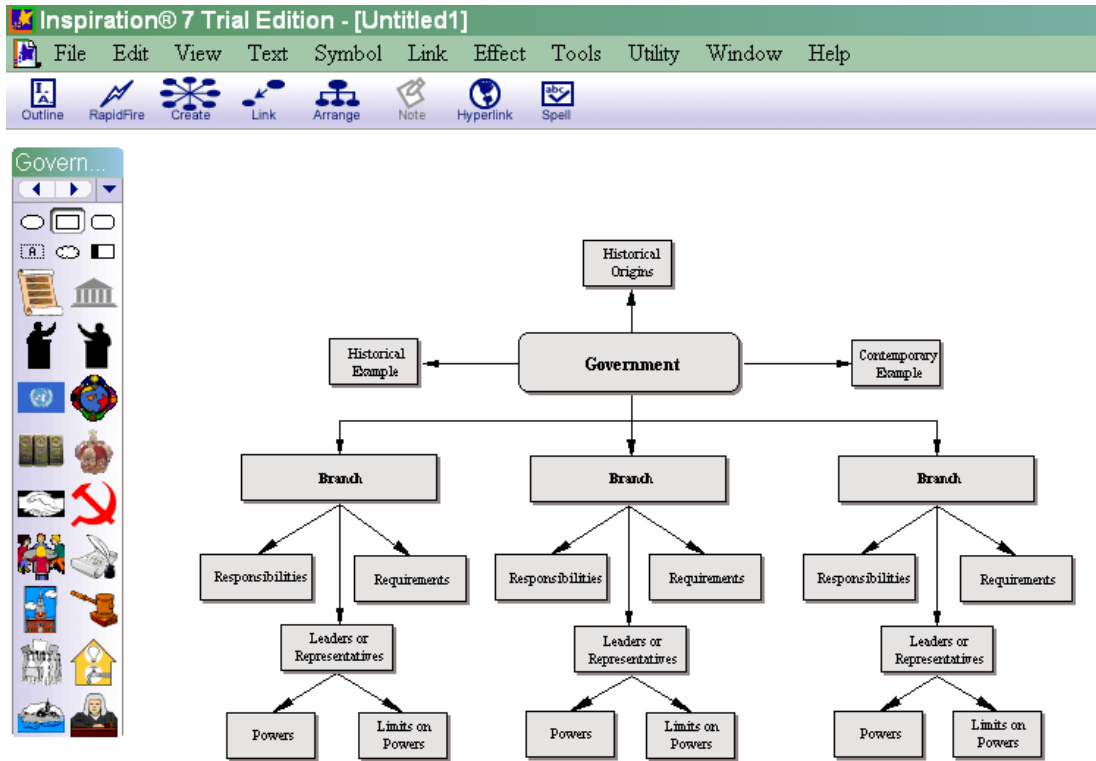 Inspiration® 7 Trial Edition - [Untitled1]
File Edit View Text Symbol Link Effect Tools Utility Window Help
I.
A.
abc
Outline RapidFire Create Link Arrange Note Hyperlink Spell
Govern...
A
Historical
Origins
Historical
Example
Government
Contemporary
Example
Branch
Branch
Branch
Responsibilities
Requirements
Responsibilities
Requirements
Responsibilities
Requirements
Leaders or
Representatives
Leaders or
Representatives
Leaders or
Representatives
Powers
Limits on
Powers
Powers
Limits on
Powers
Powers
Limits on
Powers